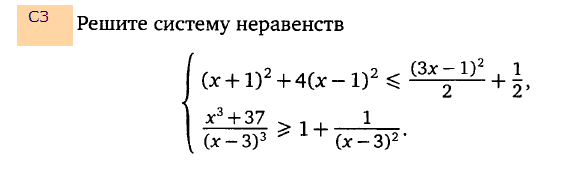 С3
Решите систему неравенств
(x + 1)² + 4(x − 1)² ⩽ (3x − 1)²/2 + 1/2,
(x³ + 37)/(x − 3)³ ⩾ 1 + 1/(x − 3)².